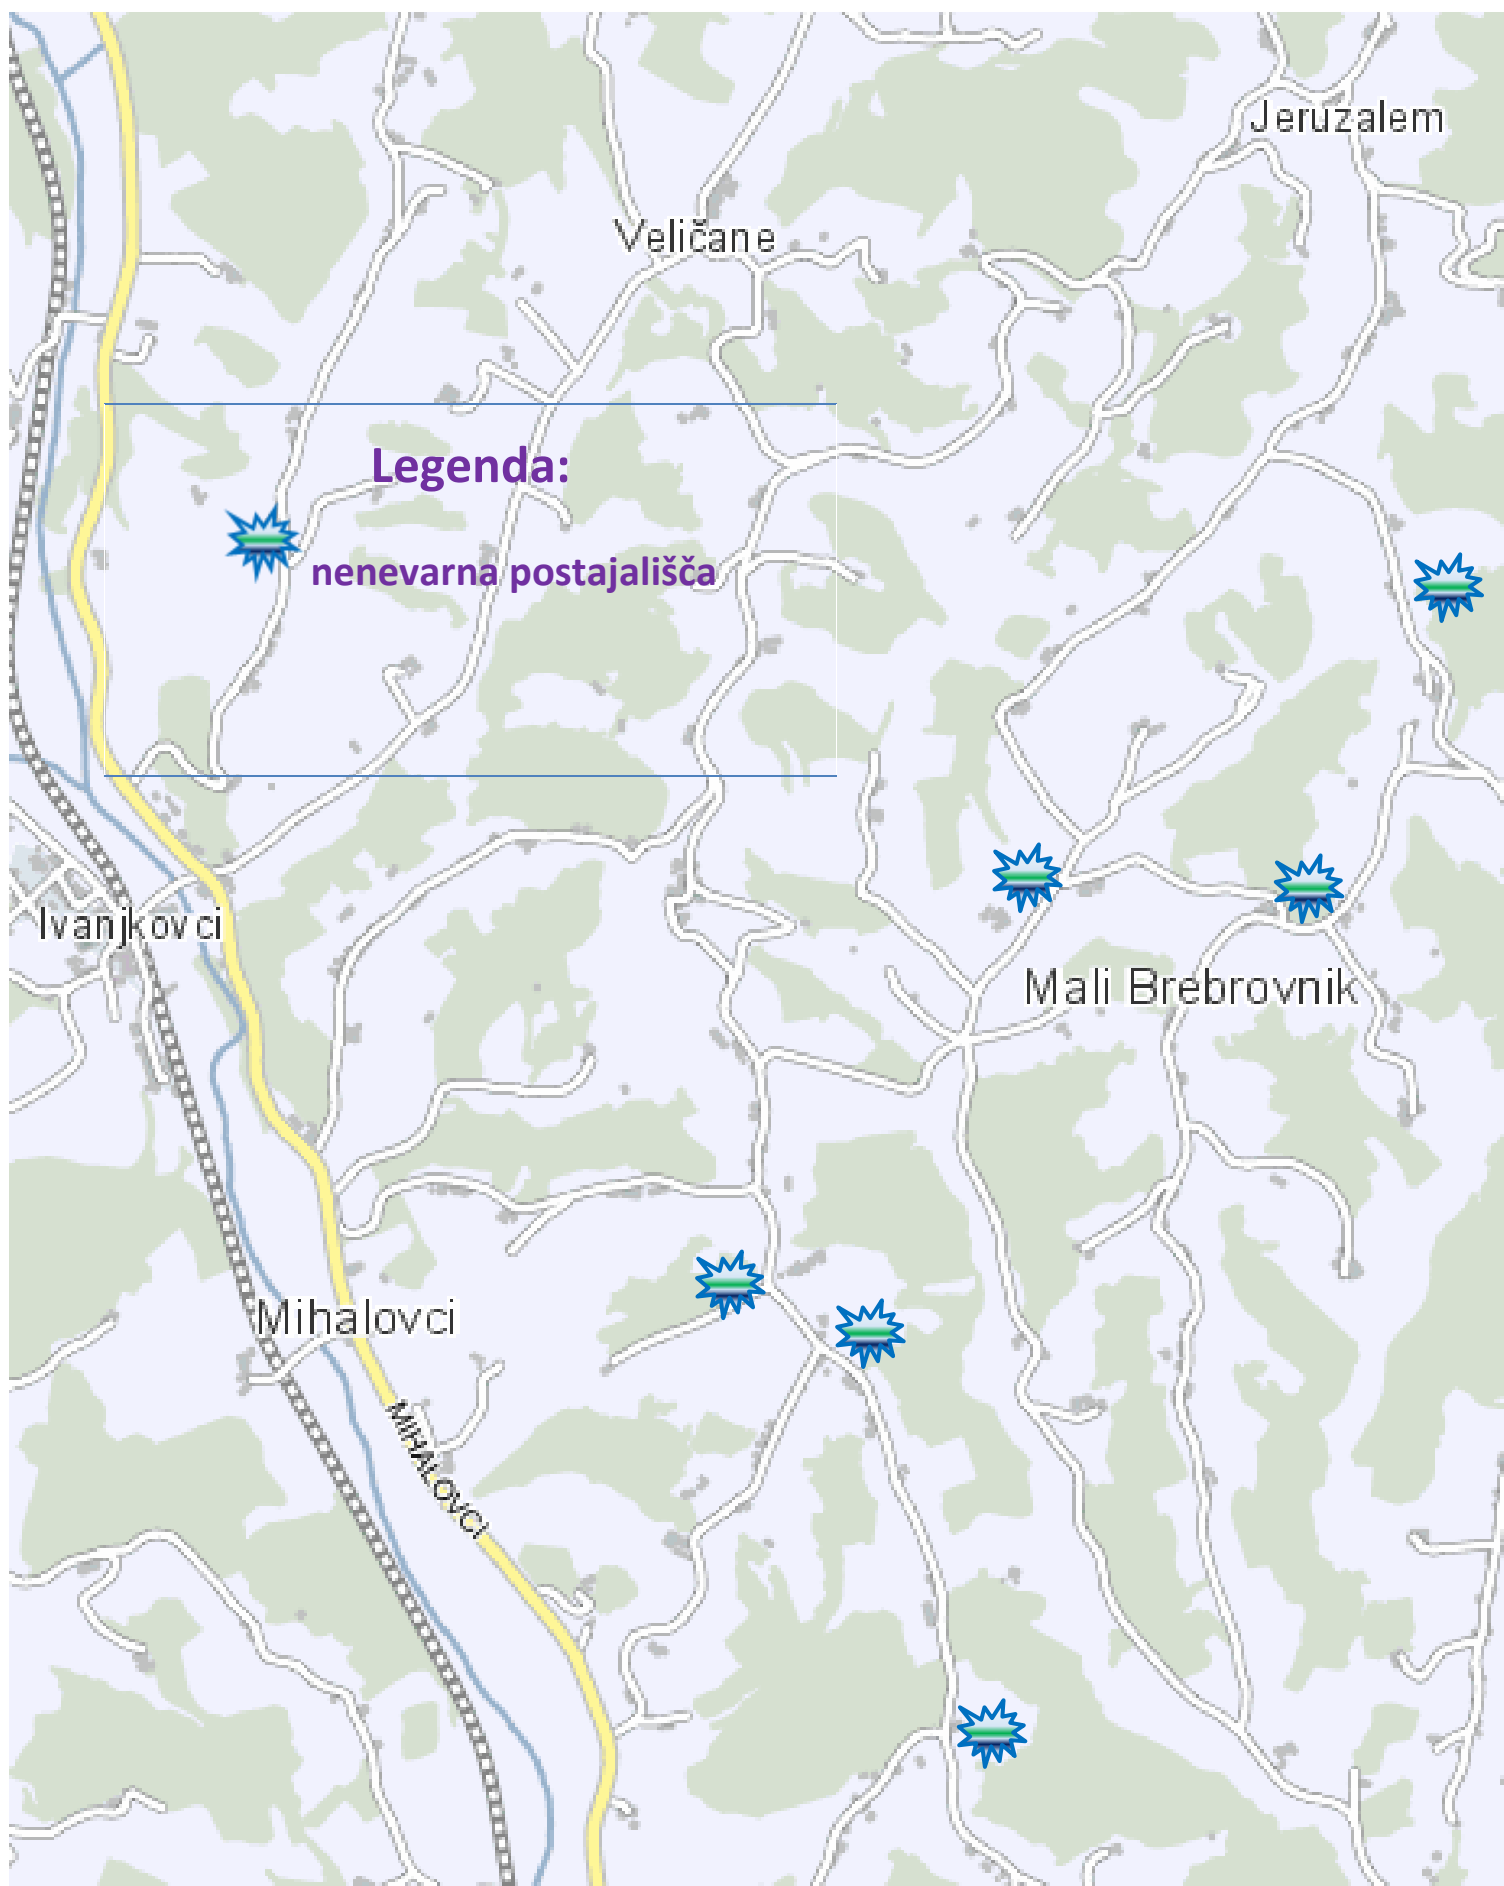 Jeruzalem
Veličane
Legenda:
nenevarna postajališča
Ivanjkovci
Mali Brebrovnik
Mihalovci
MIHALOVCI